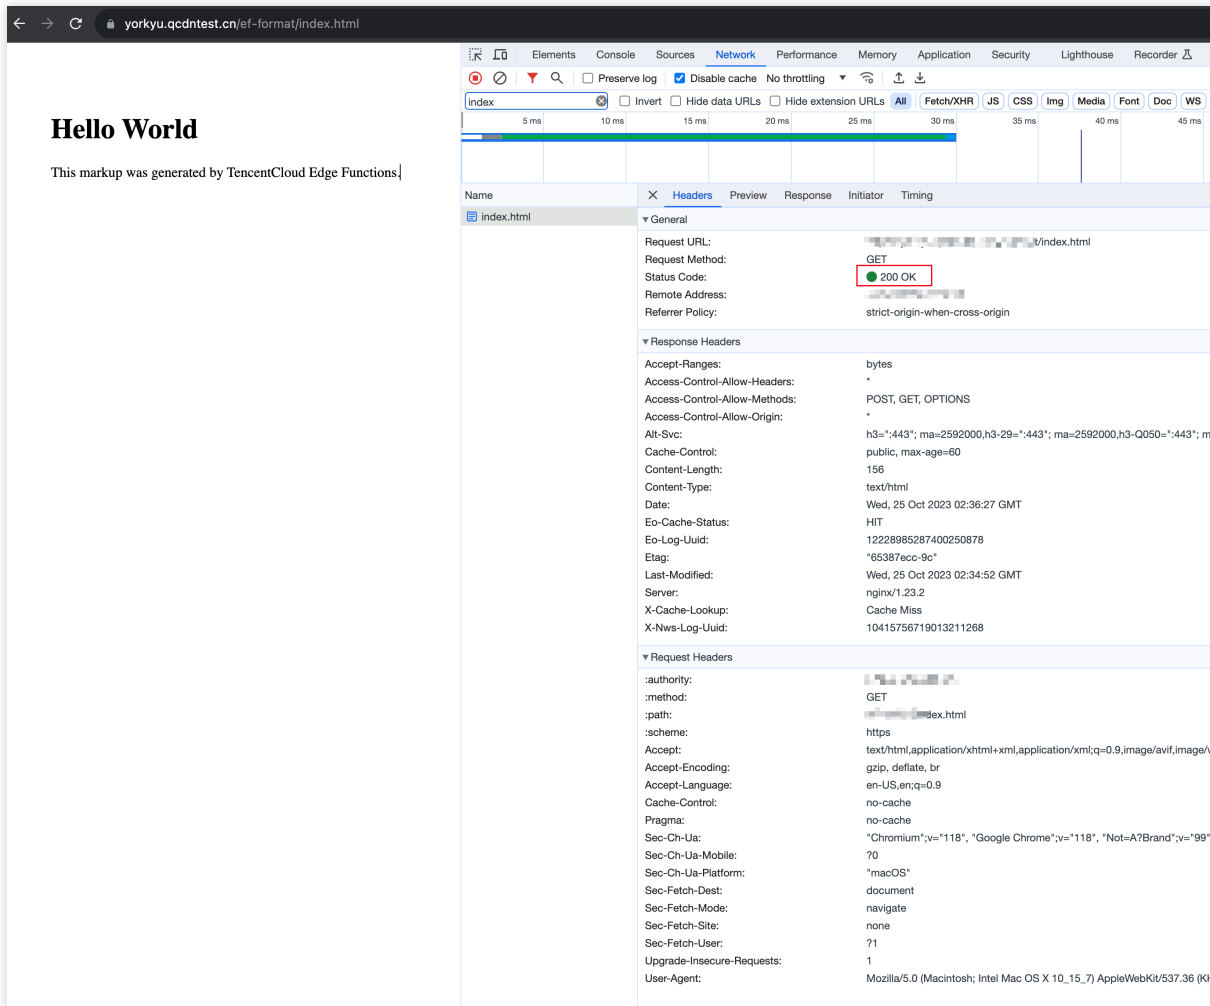 yorkyu.qcdntest.cn/ef-format/index.html
Hello World
This markup was generated by TencentCloud Edge Functions.
Elements Console Sources Network Performance Memory Application Security Lighthouse Recorder
Preserve log Disable cache No throttling
index Invert Hide data URLs Hide extension URLs All Fetch/XHR JS CSS Img Media Font Doc WS
5 ms 10 ms 15 ms 20 ms 25 ms 30 ms 35 ms 40 ms 45 ms
Name Headers Preview Response Initiator Timing
index.html
General
Request URL: t/index.html
Request Method: GET
Status Code: 200 OK
Remote Address:
Referrer Policy: strict-origin-when-cross-origin
Response Headers
Accept-Ranges: bytes
Access-Control-Allow-Headers: *
Access-Control-Allow-Methods: POST, GET, OPTIONS
Access-Control-Allow-Origin: *
Alt-Svc: h3=":443"; ma=2592000,h3-29=":443"; ma=2592000,h3-Q050=":443"; m
Cache-Control: public, max-age=60
Content-Length: 156
Content-Type: text/html
Date: Wed, 25 Oct 2023 02:36:27 GMT
Eo-Cache-Status: HIT
Eo-Log-Uuid: 12228985287400250878
Etag: "65387ecc-9c"
Last-Modified: Wed, 25 Oct 2023 02:34:52 GMT
Server: nginx/1.23.2
X-Cache-Lookup: Cache Miss
X-Nws-Log-Uuid: 10415756719013211268
Request Headers
:authority:
:method: GET
:path: dex.html
:scheme: https
Accept: text/html,application/xhtml+xml,application/xml;q=0.9,image/avif,image/
Accept-Encoding: gzip, deflate, br
Accept-Language: en-US,en;q=0.9
Cache-Control: no-cache
Pragma: no-cache
Sec-Ch-Ua: "Chromium";v="118", "Google Chrome";v="118", "Not=A?Brand";v="99"
Sec-Ch-Ua-Mobile: ?0
Sec-Ch-Ua-Platform: "macOS"
Sec-Fetch-Dest: document
Sec-Fetch-Mode: navigate
Sec-Fetch-Site: none
Sec-Fetch-User: ?1
Upgrade-Insecure-Requests: 1
User-Agent: Mozilla/5.0 (Macintosh; Intel Mac OS X 10_15_7) AppleWebKit/537.36 (K